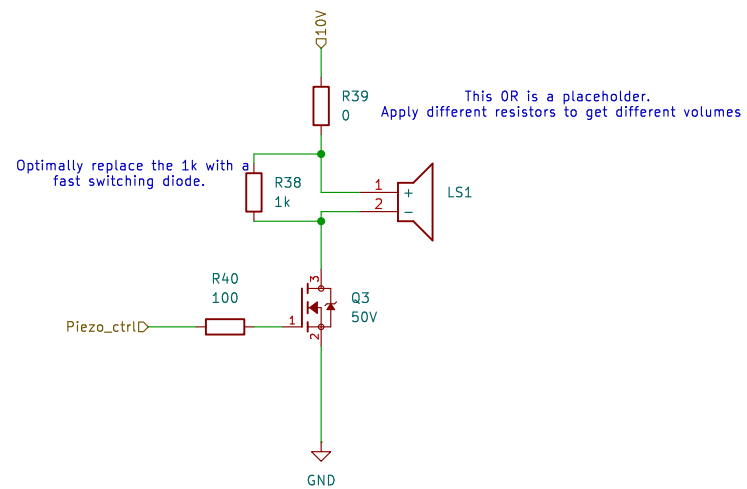 10V
R39
0
This 0R is a placeholder.
Apply different resistors to get different volumes
Optimally replace the 1k with a
fast switching diode.
R38
1k
1
+
2
-
LS1
R40
100
3
Q3
50V
Piezo_ctrl
1
2
GND